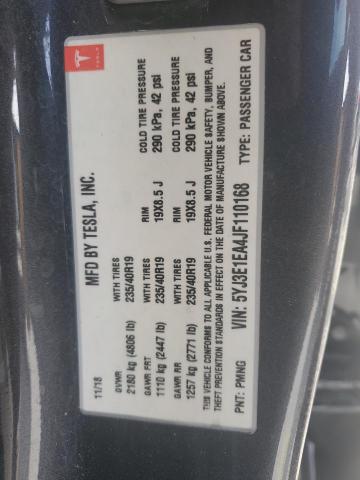 TESLA
MFD BY TESLA, INC.
11/18
GVWR WITH TIRES RIM COLD TIRE PRESSURE
2180 kg (4806 lb) 235/40R19 19X8.5 J 290 kPa, 42 psi
GAWR FRT
1110 kg (2447 lb) 235/40R19
GAWR RR WITH TIRES RIM COLD TIRE PRESSURE
1257 kg (2771 lb) 235/40R19 19X8.5 J 290 kPa, 42 psi
THIS VEHICLE CONFORMS TO ALL APPLICABLE U.S. FEDERAL MOTOR VEHICLE SAFETY, BUMPER, AND
THEFT PREVENTION STANDARDS IN EFFECT ON THE DATE OF MANUFACTURE SHOWN ABOVE.
PNT: PMNG VIN: 5YJ3E1EA4JF110168 TYPE: PASSENGER CAR